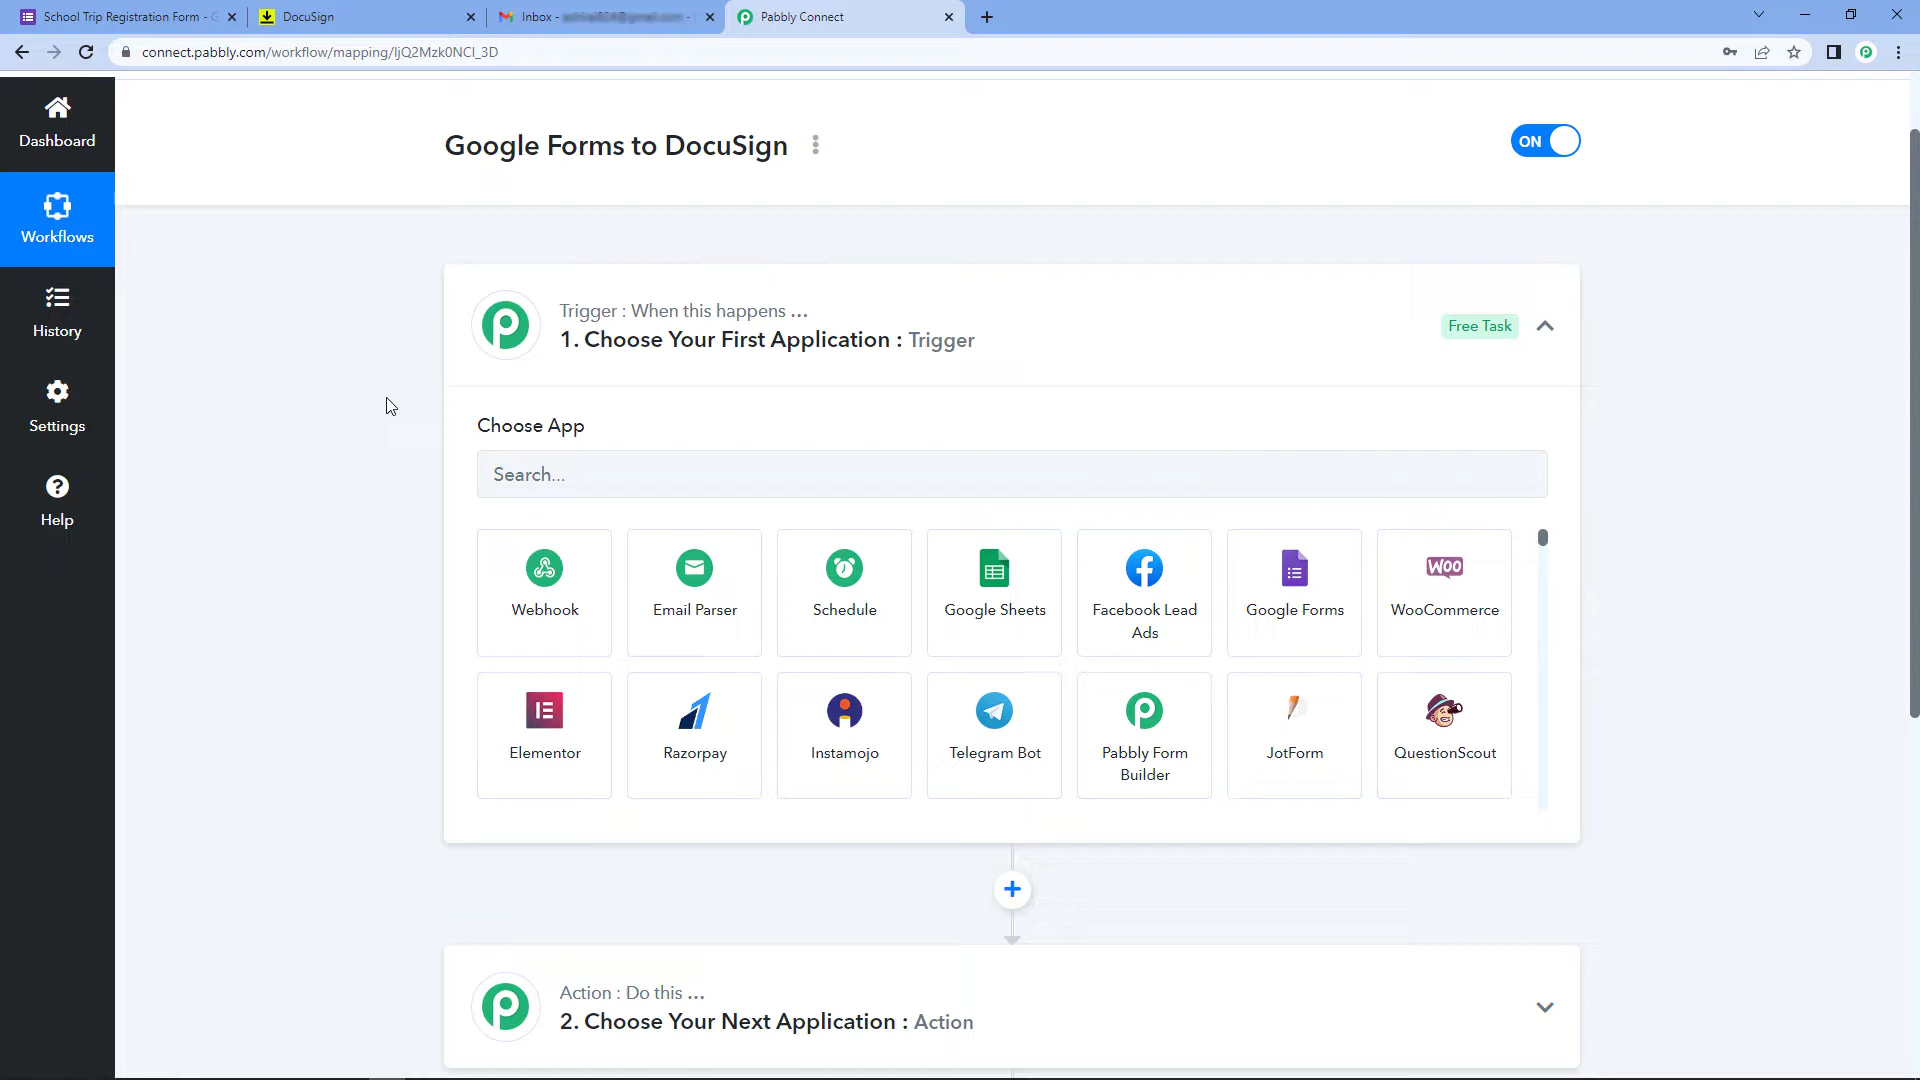 School Trip Registration Form - G
DocuSign
Inbox -
Pabbly Connect
connect.pabbly.com/workflow/mapping/IjQ2Mzk0NCI_3D
Dashboard
Workflows
History
Settings
Help
Google Forms to DocuSign
ON
Trigger : When this happens ...
1. Choose Your First Application : Trigger
Free Task
Choose App
Search...
Webhook
Email Parser
Schedule
Google Sheets
Facebook Lead
Ads
Google Forms
WOO
WooCommerce
Elementor
Razorpay
Instamojo
Telegram Bot
Pabbly Form
Builder
JotForm
QuestionScout
Action : Do this ...
2. Choose Your Next Application : Action